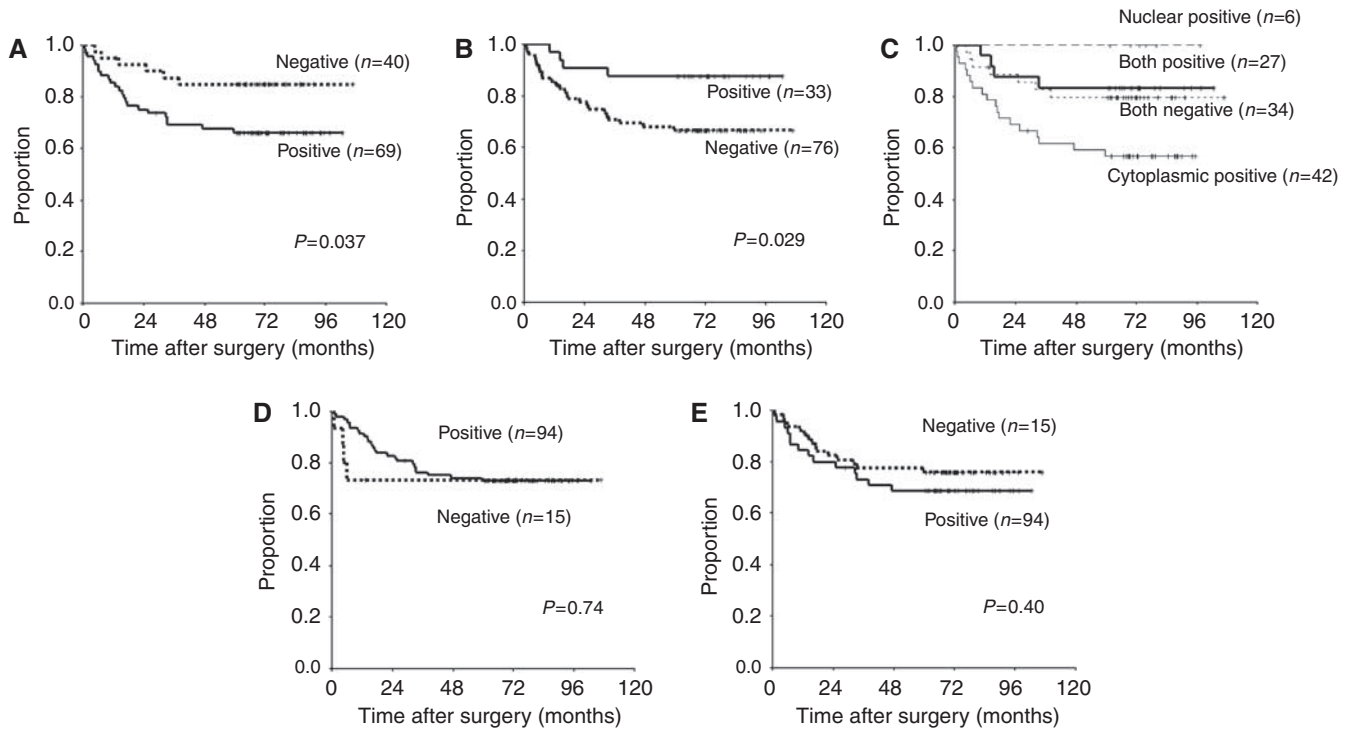 A
Proportion
1.0
0.8
0.6
0.4
0.2
0.0
Negative (n=40)
Positive (n=69)
P=0.037
0 24 48 72 96 120
Time after surgery (months)
B
Proportion
1.0
0.8
0.6
0.4
0.2
0.0
Positive (n=33)
Negative (n=76)
P=0.029
0 24 48 72 96 120
Time after surgery (months)
C
Proportion
1.0
0.8
0.6
0.4
0.2
0.0
Nuclear positive (n=6)
Both positive (n=27)
Both negative (n=34)
Cytoplasmic positive (n=42)
0 24 48 72 96 120
Time after surgery (months)
D
Proportion
1.0
0.8
0.6
0.4
0.2
0.0
Positive (n=94)
Negative (n=15)
P=0.74
0 24 48 72 96 120
Time after surgery (months)
E
Proportion
1.0
0.8
0.6
0.4
0.2
0.0
Negative (n=15)
Positive (n=94)
P=0.40
0 24 48 72 96 120
Time after surgery (months)